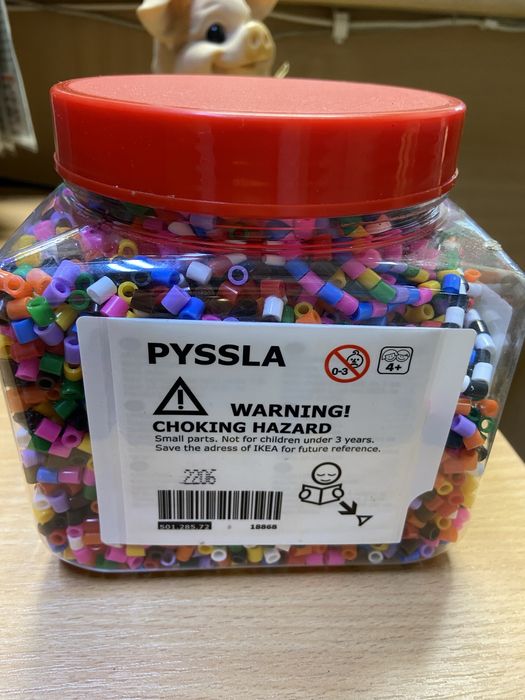 PYSSLA
0-3
4+
WARNING!
CHOKING HAZARD
Small parts. Not for children under 3 years.
Save the adress of IKEA for future reference.
2206
501.285.72
18868